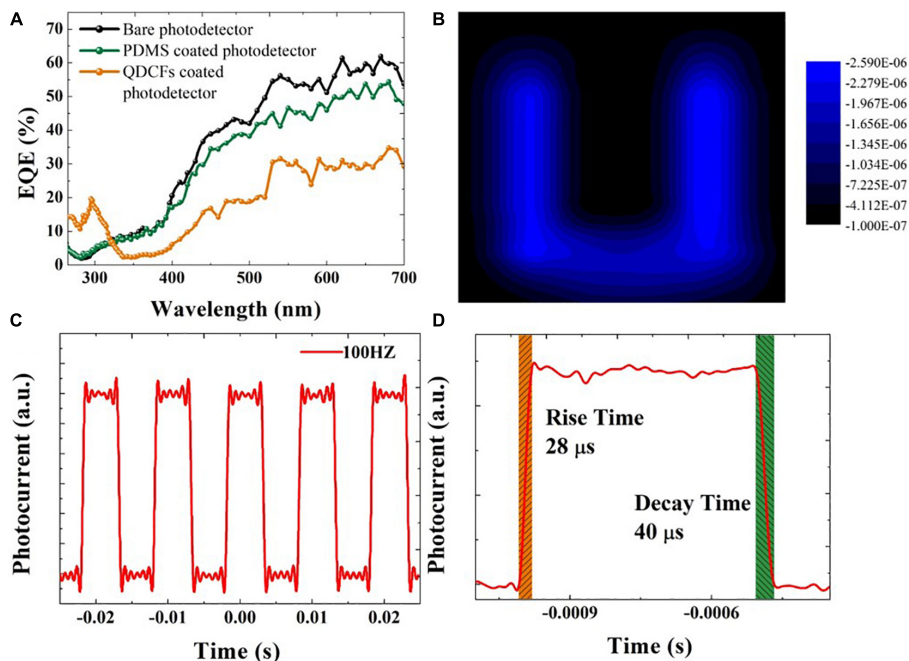 A
Bare photodetector
PDMS coated photodetector
QDCFs coated
photodetector
EQE (%)
70
60
50
40
30
20
10
0
300
400
500
600
700
Wavelength (nm)
B
-2.590E-06
-2.279E-06
-1.967E-06
-1.656E-06
-1.345E-06
-1.034E-06
-7.225E-07
-4.112E-07
-1.000E-07
C
100HZ
Photocurrent (a.u.)
-0.02
-0.01
0.00
0.01
0.02
Time (s)
D
Photocurrent (a.u.)
Rise Time
28 μs
Decay Time
40 μs
-0.0009
-0.0006
Time (s)